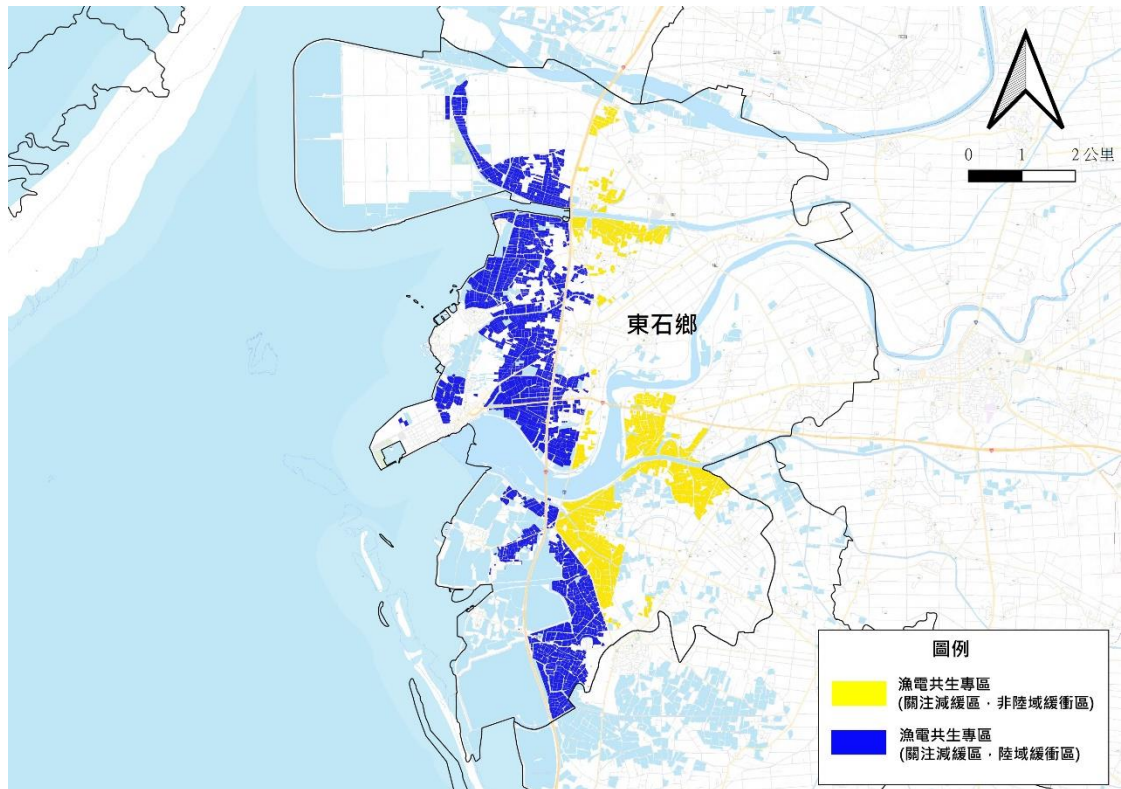 0 1 2 公里
東石鄉
圖例
漁電共生專區
(關注減緩區，非陸域緩衝區)
漁電共生專區
(關注減緩區，陸域緩衝區)